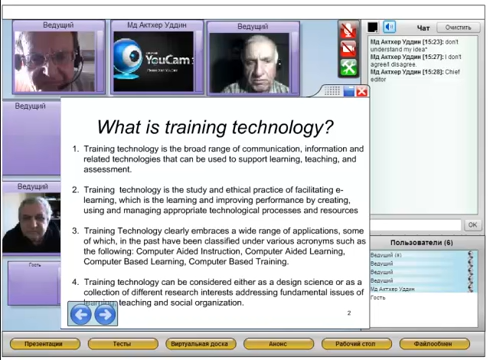 Ведущий
Мд Актхер Уддин
Ведущий
YouCam
Ведущий
Ведущий
Гость
What is training technology?
1. Training technology is the broad range of communication, information and
related technologies that can be used to support learning, teaching, and
assessment.
2. Training technology is the study and ethical practice of facilitating e-
learning, which is the learning and improving performance by creating,
using and managing appropriate technological processes and resources
3. Training Technology clearly embraces a wide range of applications, some
of which, in the past have been classified under various acronyms such as
the following: Computer Aided Instruction, Computer Aided Learning,
Computer Based Learning, Computer Based Training.
4. Training technology can be considered either as a design science or as a
collection of different research interests addressing fundamental issues of
learning, teaching and social organization.
2
Чат
Очистить
Мд Актхер Уддин [15:23]: I don't
understand my idea*
Мд Актхер Уддин [15:27]: I don't
agree/I disagree.
Мд Актхер Уддин [15:28]: Chief
editor
OK
Пользователи (6)
Ведущий (я)
Ведущий
Ведущий
Ведущий
Мд Актхер Уддин
Гость
Презентации
Тесты
Виртуальная доска
Анонс
Рабочий стол
Файлообмен